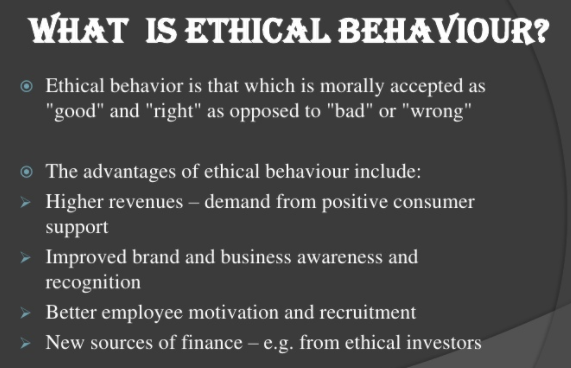 WHAT IS ETHICAL BEHAVIOUR?
Ethical behavior is that which is morally accepted as
"good" and "right" as opposed to "bad" or "wrong"
The advantages of ethical behaviour include:
Higher revenues – demand from positive consumer
support
Improved brand and business awareness and
recognition
Better employee motivation and recruitment
New sources of finance – e.g. from ethical investors